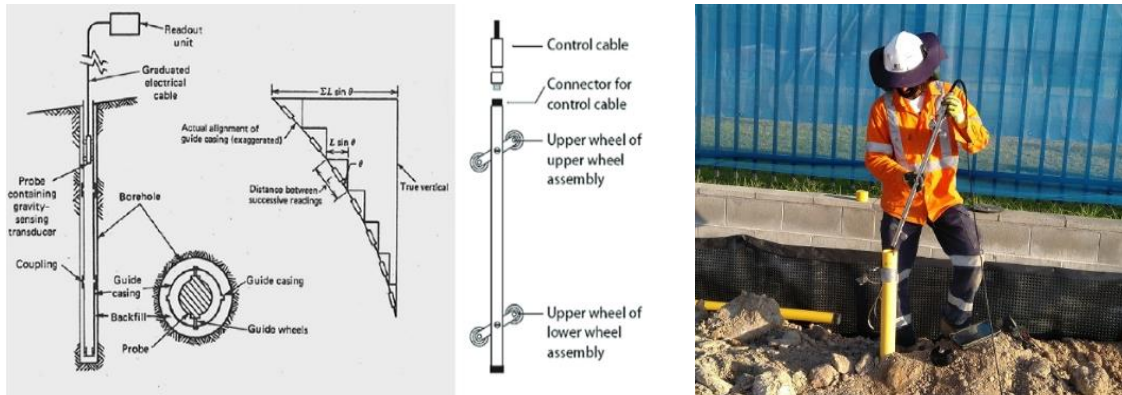 Readout
unit
Graduated
electrical
cable
Probe
containing
gravity-
sensing
transducer
Borehole
Coupling
Guide
casing
Backfill
Probe
Guide casing
Guide wheels
ΣL sin θ
Actual alignment of
guide casing (exaggerated)
L sin θ
θ
Distance between
successive readings
True vertical
Control cable
Connector for
control cable
Upper wheel of
upper wheel
assembly
Upper wheel of
lower wheel
assembly